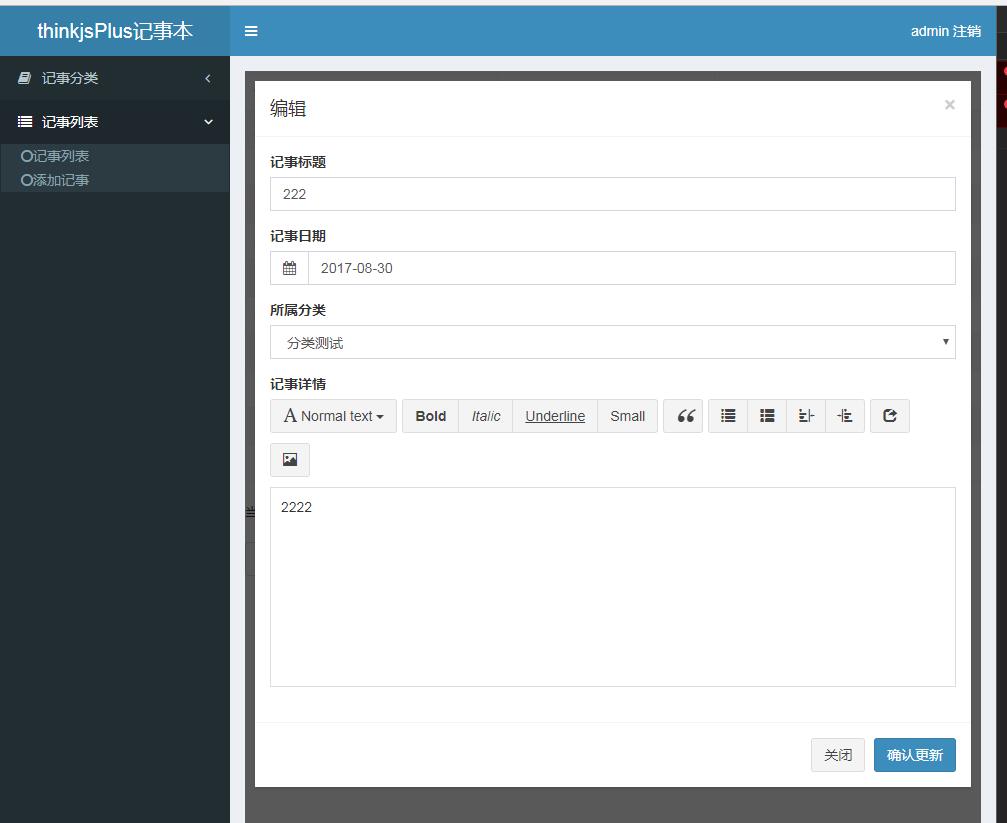 thinkjsPlus记事本
admin 注销
记事分类
记事列表
记事列表
添加记事
编辑
×
记事标题
222
记事日期
2017-08-30
所属分类
分类测试
记事详情
A Normal text Bold Italic Underline Small
2222
关闭 确认更新